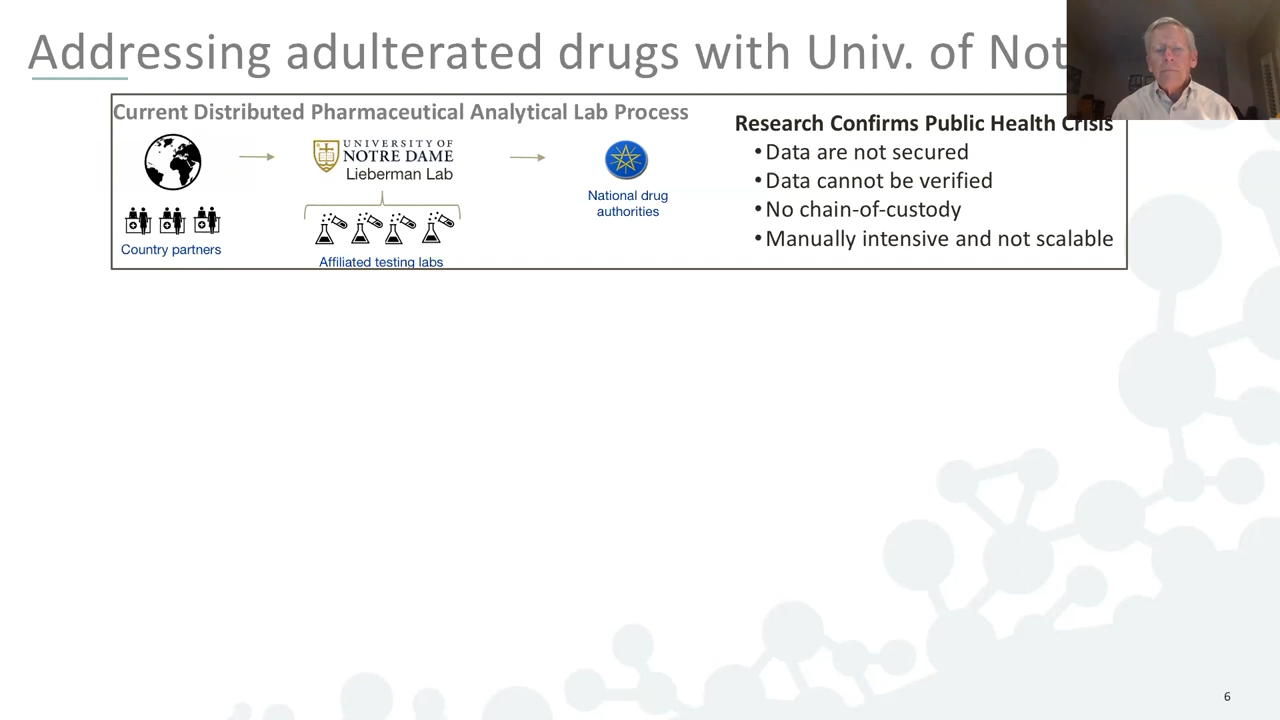 Addressing adulterated drugs with Univ. of Not
Current Distributed Pharmaceutical Analytical Lab Process
UNIVERSITY OF
NOTRE DAME
Lieberman Lab
National drug
authorities
Country partners
Affiliated testing labs
Research Confirms Public Health Crisis
• Data are not secured
• Data cannot be verified
• No chain-of-custody
• Manually intensive and not scalable
6